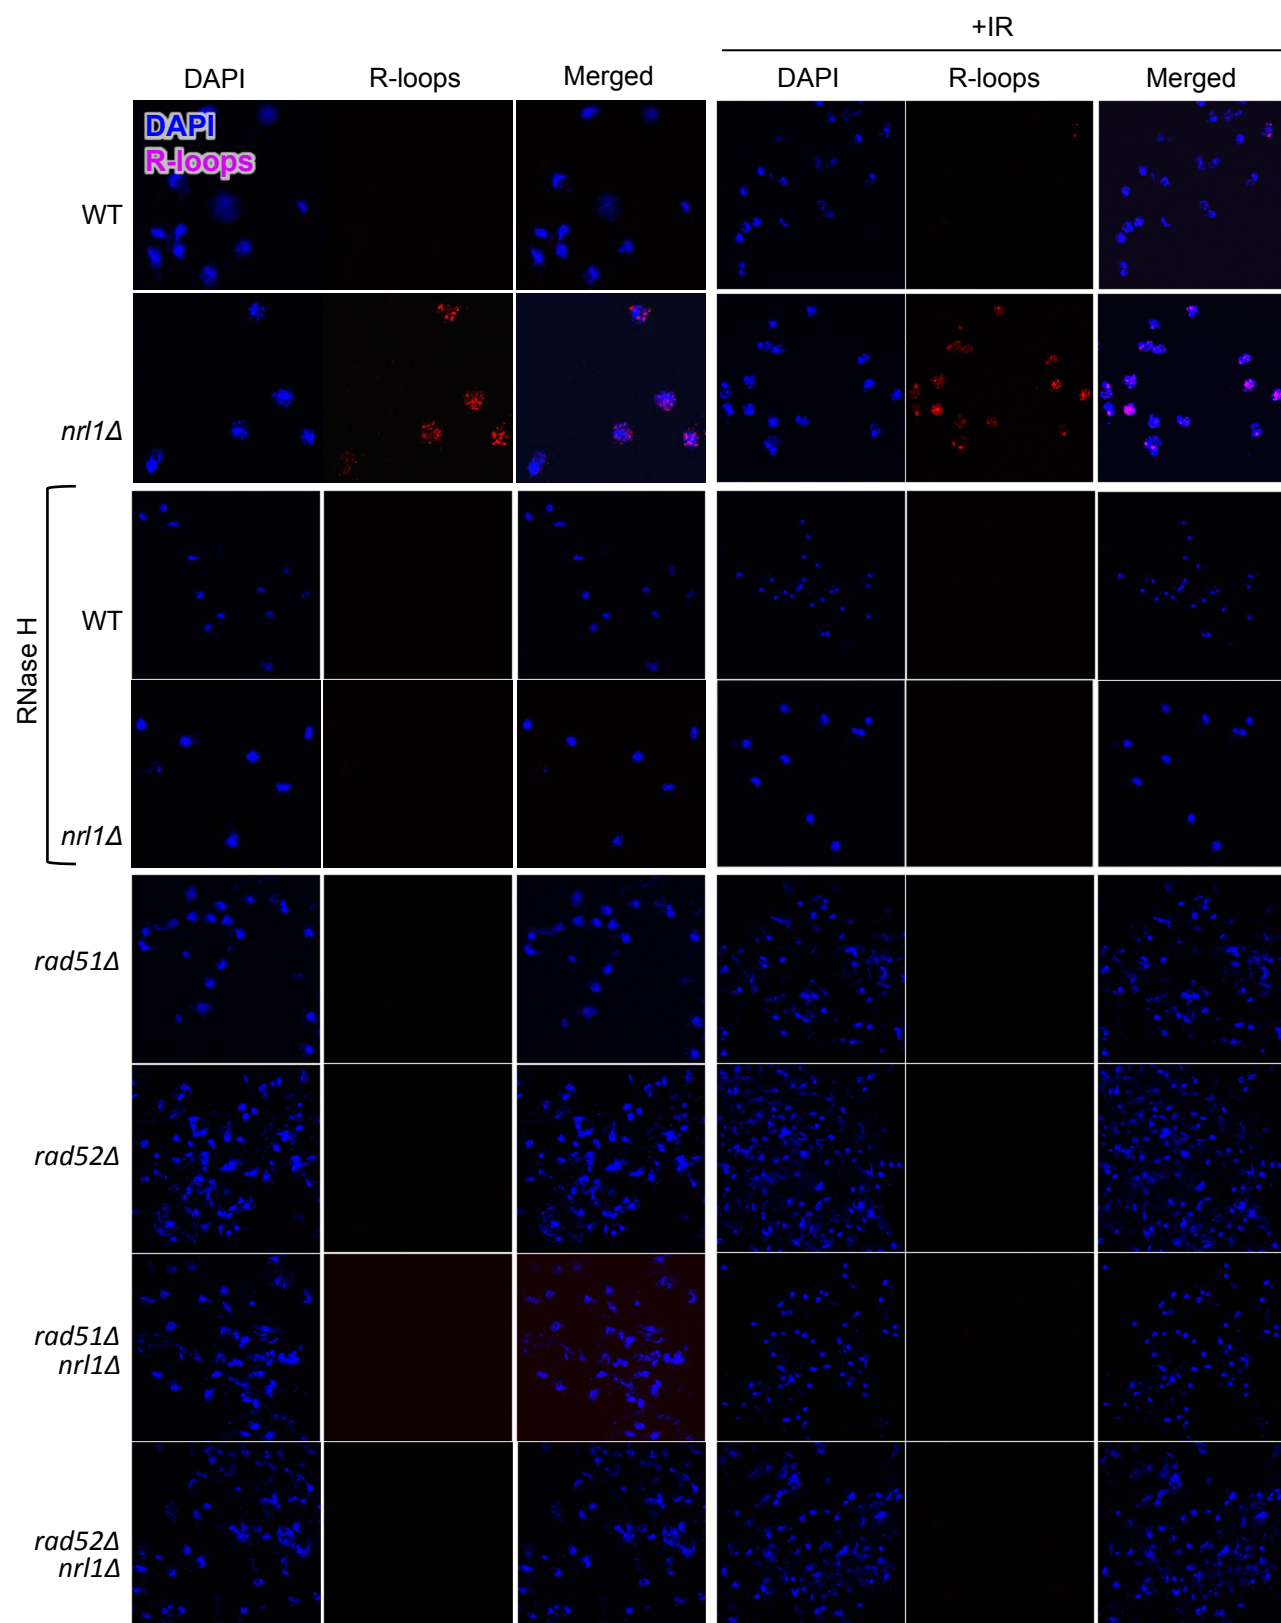 +IR
DAPI R-loops Merged DAPI R-loops Merged
DAPI
R-loops
WT
nrl1Δ
RNase H
WT
nrl1Δ
rad51Δ
rad52Δ
rad51Δ
nrl1Δ
rad52Δ
nrl1Δ